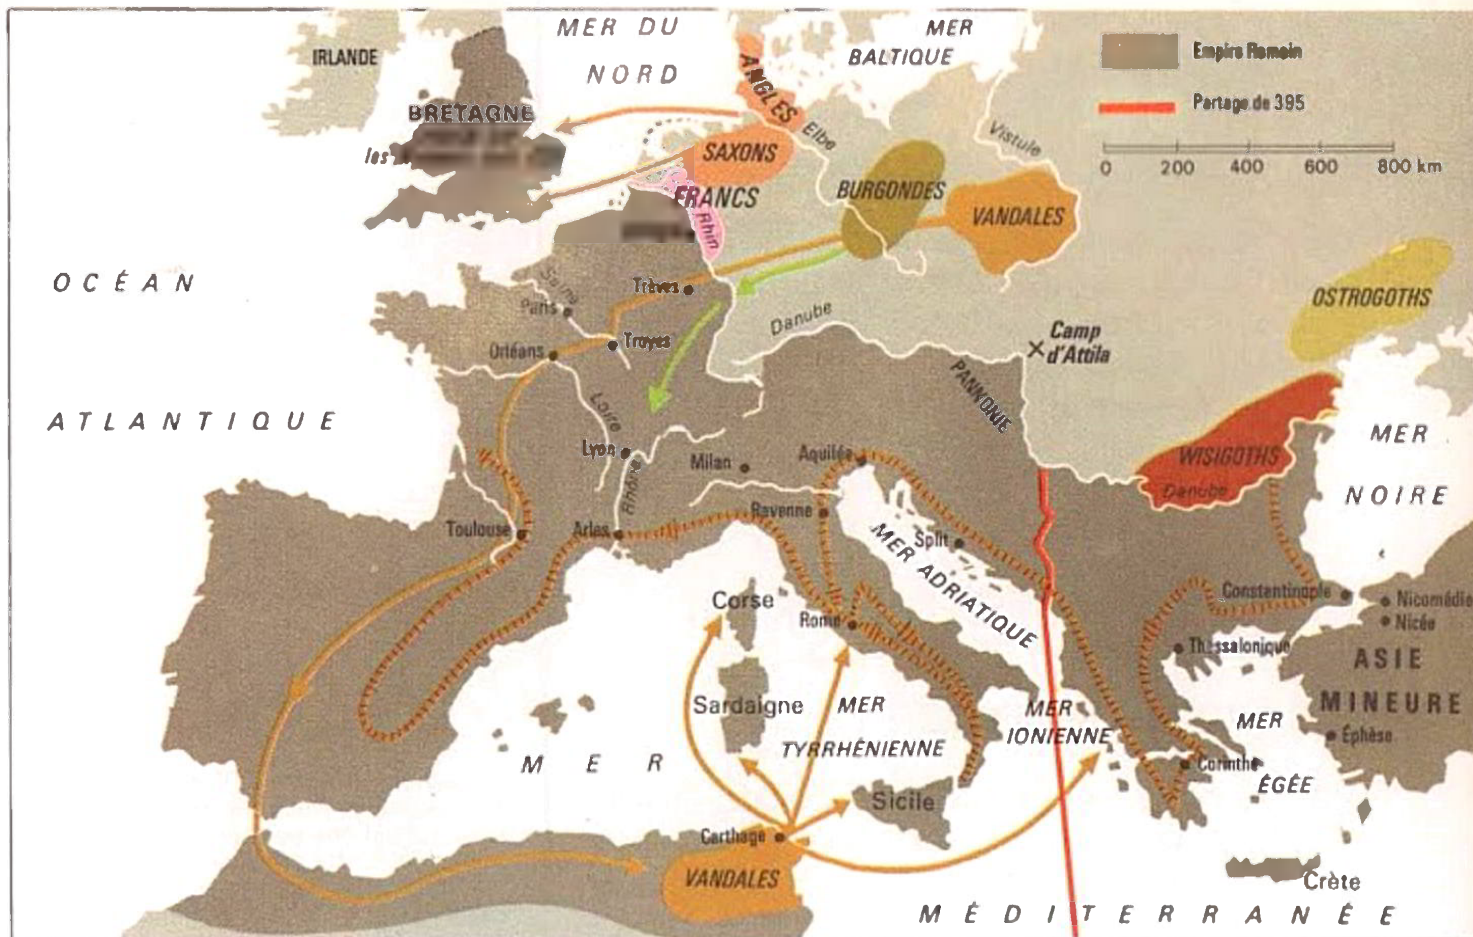 MER DU
NORD
MER
BALTIQUE
IRLANDE
BRETAGNE
les
ANGLES
SAXONS
FRANCS
Rhin
Elbe
Vistule
BURGONDES
VANDALES
OSTROGOTHS
WISIGOTHS
Empire Romain
Partage de 395
0 200 400 600 800 km
OCÉAN
ATLANTIQUE
Seine
Paris
Trèves
Troyes
Orléans
Loire
Lyon
Rhône
Danube
Camp
d'Attila
PANNONIE
Danube
MER
NOIRE
Milan
Aquilée
Ravenne
Toulouse
Arles
Split
MER ADRIATIQUE
Corse
Rome
Constantinople
Nicomédie
Nicée
Thessalonique
ASIE
MINEURE
Éphèse
Sardaigne
MER
TYRRHÉNIENNE
MER
IONIENNE
MER
ÉGÉE
Corinthe
Sicile
Carthage
VANDALES
Crète
MER
MÉDITERRANÉE